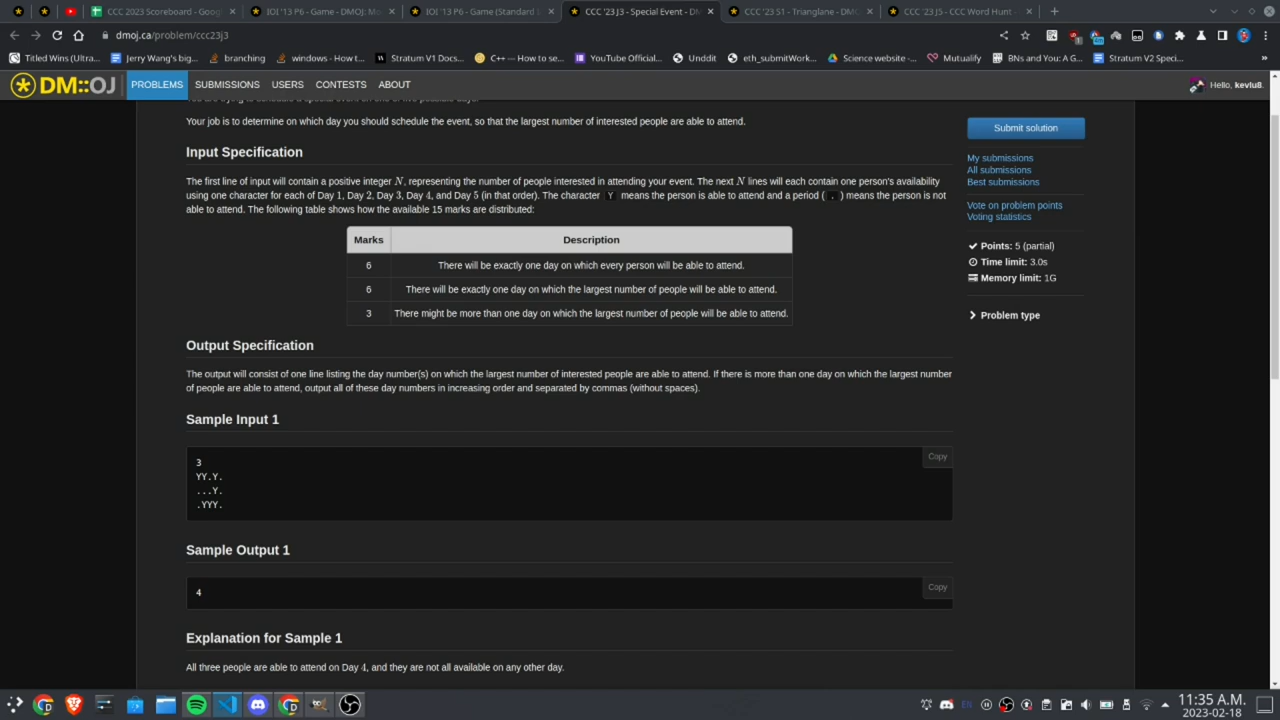 CCC 2023 Scoreboard - Goog
IOI '13 P6 - Game - DMOJ: Mo
IOI '13 P6 - Game (Standard
CCC '23 J3 - Special Event - DM
CCC '23 S1 - Trianglane - DMO
CCC '23 J5 - CCC Word Hunt -
dmoj.ca/problem/ccc23j3
Titled Wins (Ultra...
Jerry Wang's big...
branching
windows - How t...
Stratum V1 Docs...
C++ — How to se...
YouTube Official...
Unddit
eth_submitWork...
Science website -...
Mutualify
BNs and You: A G...
Stratum V2 Speci...
DM::OJ PROBLEMS SUBMISSIONS USERS CONTESTS ABOUT Hello, kevlu8.
Your job is to determine on which day you should schedule the event, so that the largest number of interested people are able to attend.
Submit solution
My submissions
All submissions
Best submissions
Vote on problem points
Voting statistics
Points: 5 (partial)
Time limit: 3.0s
Memory limit: 1G
Problem type
Input Specification
The first line of input will contain a positive integer N, representing the number of people interested in attending your event. The next N lines will each contain one person's availability
using one character for each of Day 1, Day 2, Day 3, Day 4, and Day 5 (in that order). The character Y means the person is able to attend and a period ( . ) means the person is not
able to attend. The following table shows how the available 15 marks are distributed:
Marks Description
6 There will be exactly one day on which every person will be able to attend.
6 There will be exactly one day on which the largest number of people will be able to attend.
3 There might be more than one day on which the largest number of people will be able to attend.
Output Specification
The output will consist of one line listing the day number(s) on which the largest number of interested people are able to attend. If there is more than one day on which the largest number
of people are able to attend, output all of these day numbers in increasing order and separated by commas (without spaces).
Sample Input 1
Copy
3
YY.Y.
...Y.
.YYY.
Sample Output 1
Copy
4
Explanation for Sample 1
All three people are able to attend on Day 4, and they are not all available on any other day.
EN
11:35 A.M.
2023-02-18